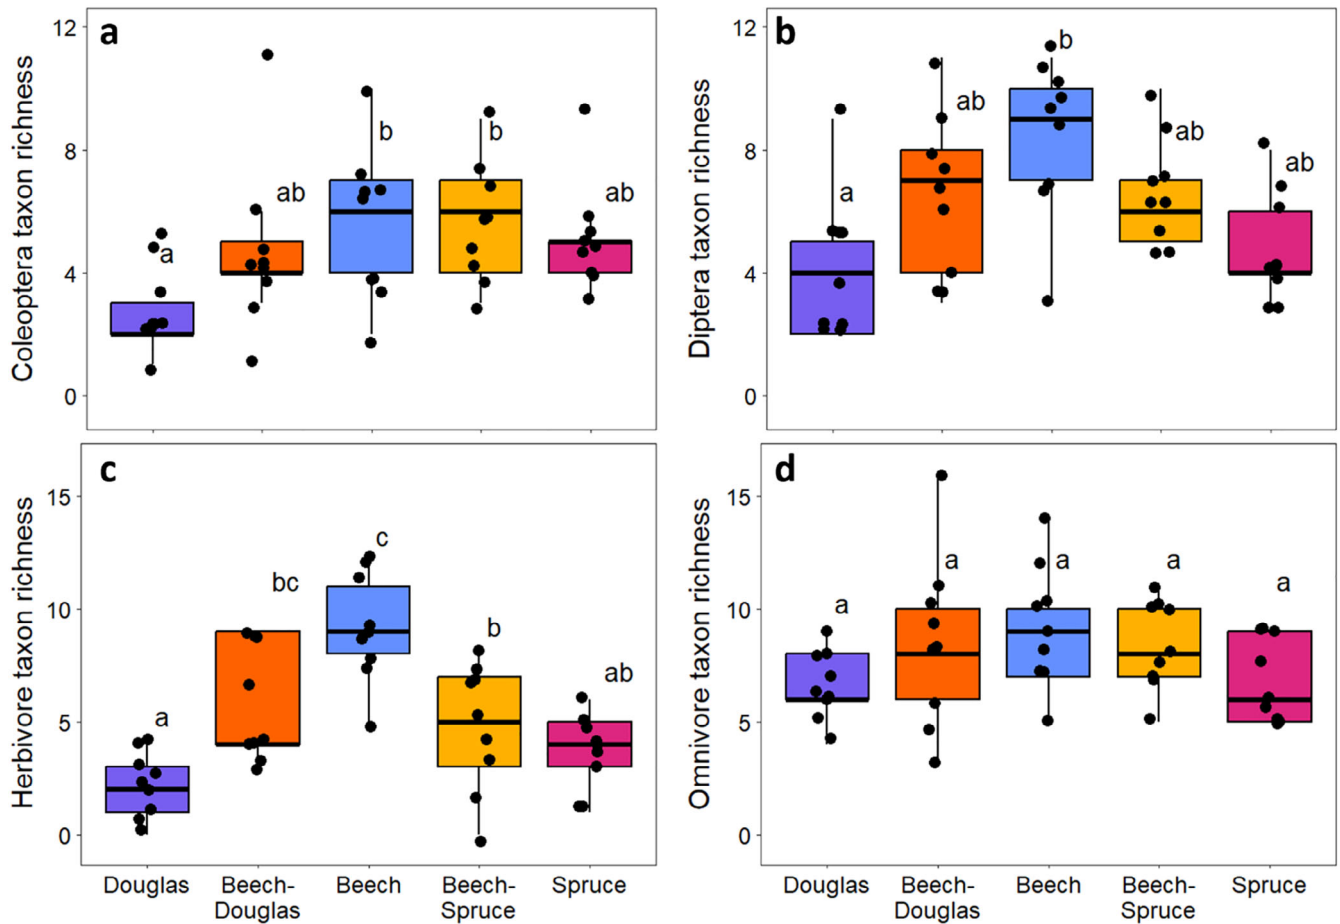 a
Coleoptera taxon richness
12
8
4
0
a
ab
b
b
ab
b
Diptera taxon richness
12
8
4
0
a
ab
b
ab
ab
c
Herbivore taxon richness
15
10
5
0
a
bc
c
b
ab
Douglas
Beech-
Douglas
Beech
Beech-
Spruce
Spruce
d
Omnivore taxon richness
15
10
5
0
a
a
a
a
a
Douglas
Beech-
Douglas
Beech
Beech-
Spruce
Spruce